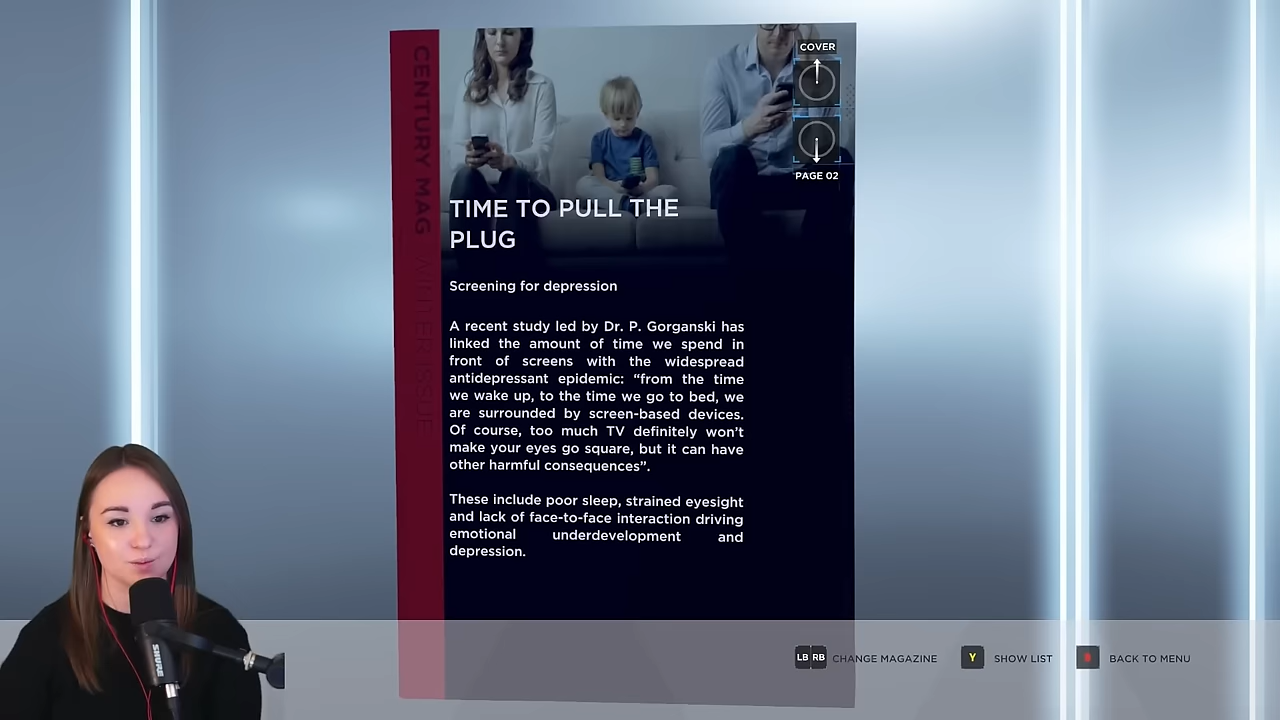 CENTURY MAG
WINTER ISSUE
COVER
PAGE 02
TIME TO PULL THE
PLUG
Screening for depression
A recent study led by Dr. P. Gorganski has
linked the amount of time we spend in
front of screens with the widespread
antidepressant epidemic: “from the time
we wake up, to the time we go to bed, we
are surrounded by screen-based devices.
Of course, too much TV definitely won’t
make your eyes go square, but it can have
other harmful consequences”.
These include poor sleep, strained eyesight
and lack of face-to-face interaction driving
emotional underdevelopment and
depression.
SHURE
LB RB CHANGE MAGAZINE
Y SHOW LIST
B BACK TO MENU